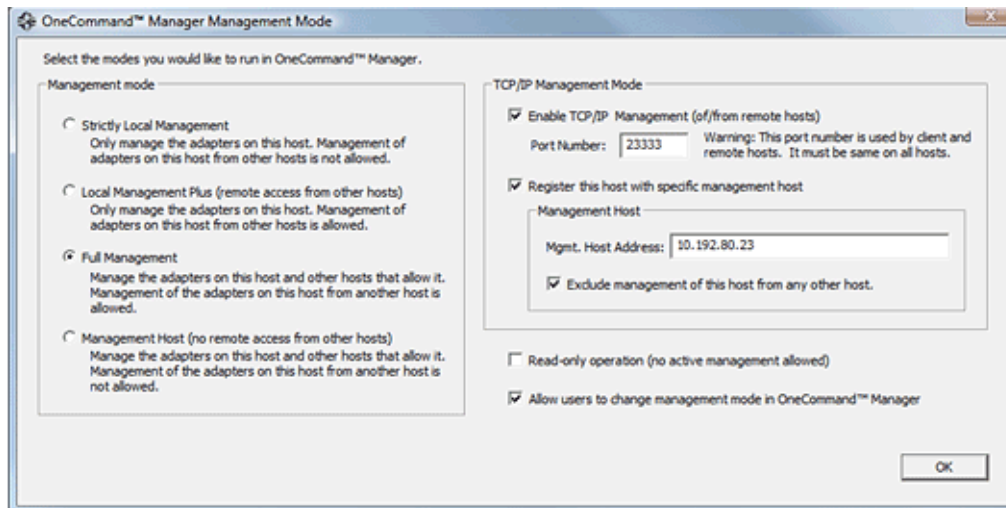 OneCommand™ Manager Management Mode
Select the modes you would like to run in OneCommand™ Manager.
Management mode
Strictly Local Management
Only manage the adapters on this host. Management of
adapters on this host from other hosts is not allowed.
Local Management Plus (remote access from other hosts)
Only manage the adapters on this host. Management of
adapters on this host from other hosts is allowed.
Full Management
Manage the adapters on this host and other hosts that allow it.
Management of the adapters on this host from another host is
allowed.
Management Host (no remote access from other hosts)
Manage the adapters on this host and other hosts that allow it.
Management of the adapters on this host from another host is
not allowed.
TCP/IP Management Mode
Enable TCP/IP Management (of/from remote hosts)
Port Number: 23333
Warning: This port number is used by client and
remote hosts. It must be same on all hosts.
Register this host with specific management host
Management Host
Mgmt. Host Address: 10.192.80.23
Exclude management of this host from any other host.
Read-only operation (no active management allowed)
Allow users to change management mode in OneCommand™ Manager
OK